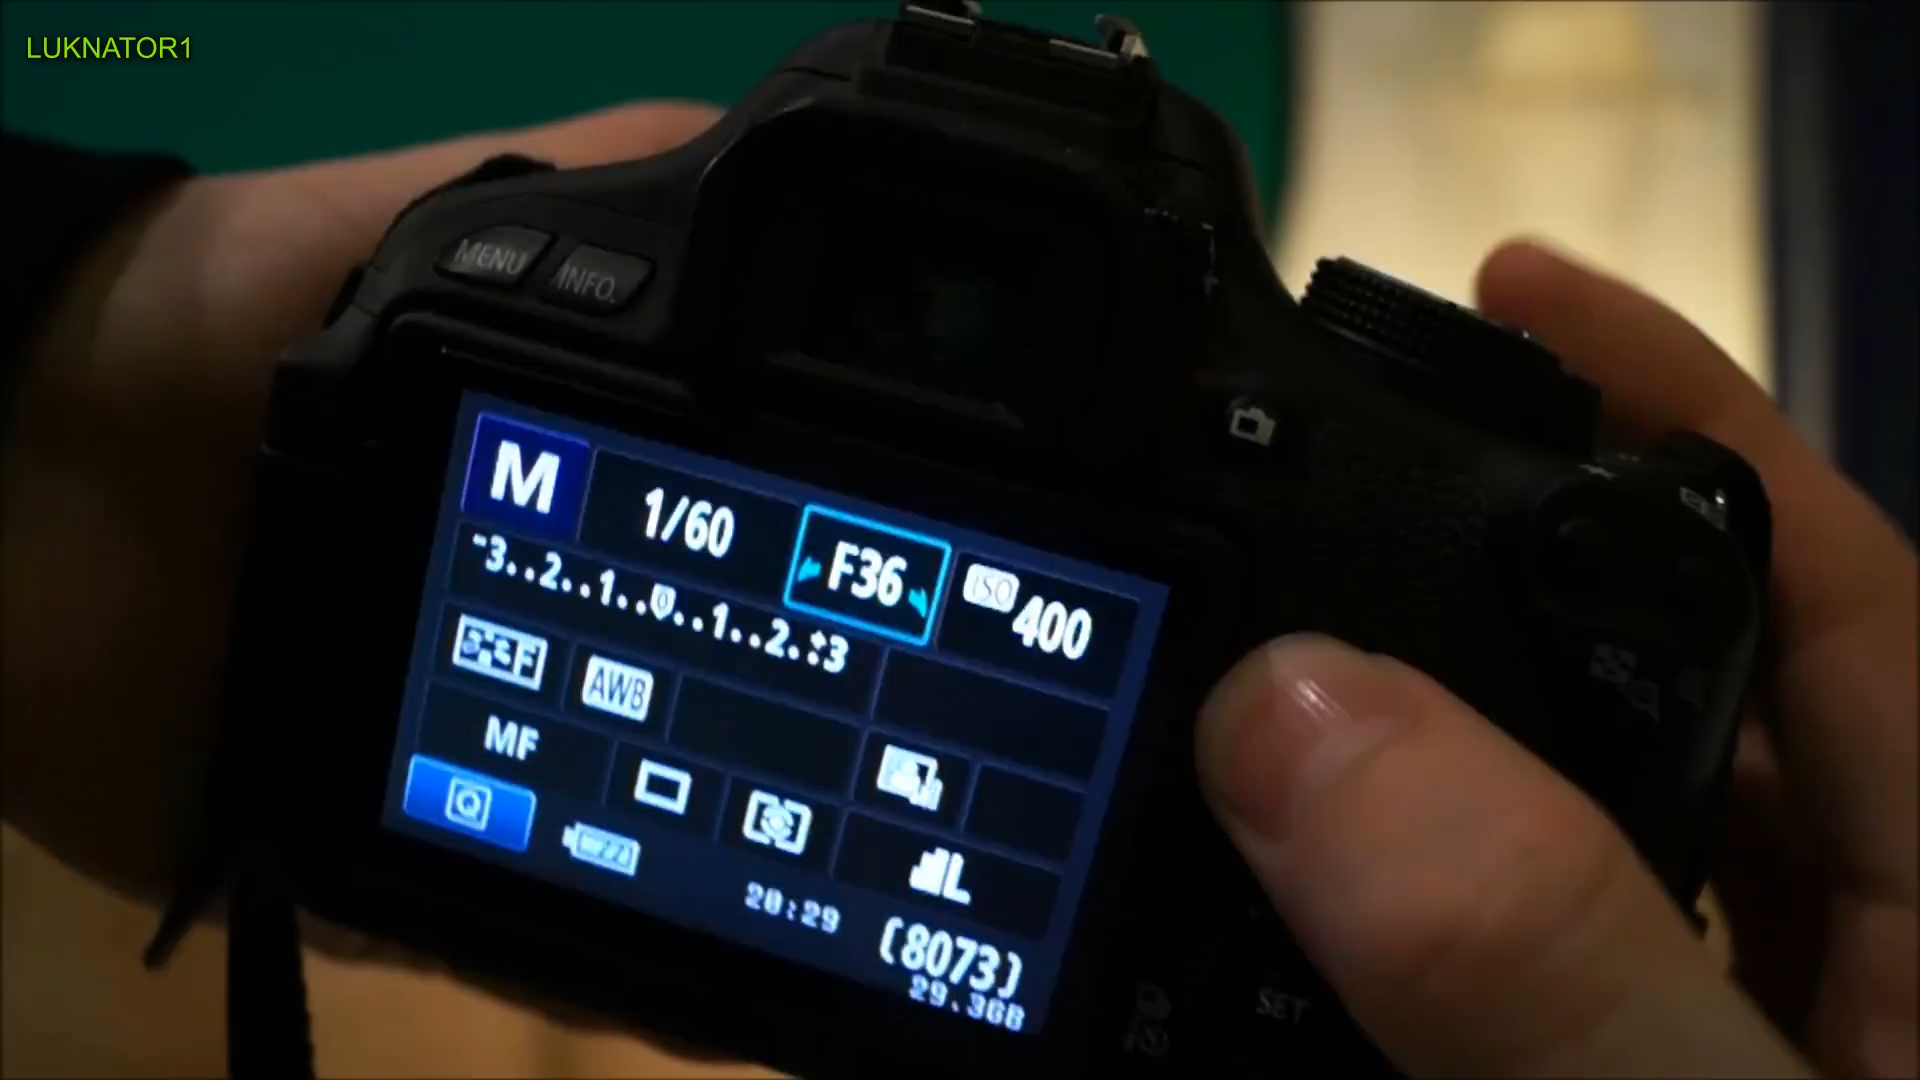 LUKNATOR1
MENU INFO.
M 1/60 F36 ISO 400
-3..2..1..0..1..2.:+3
F AWB
MF
Q L
20:29 (8073)
29.3GB
SET